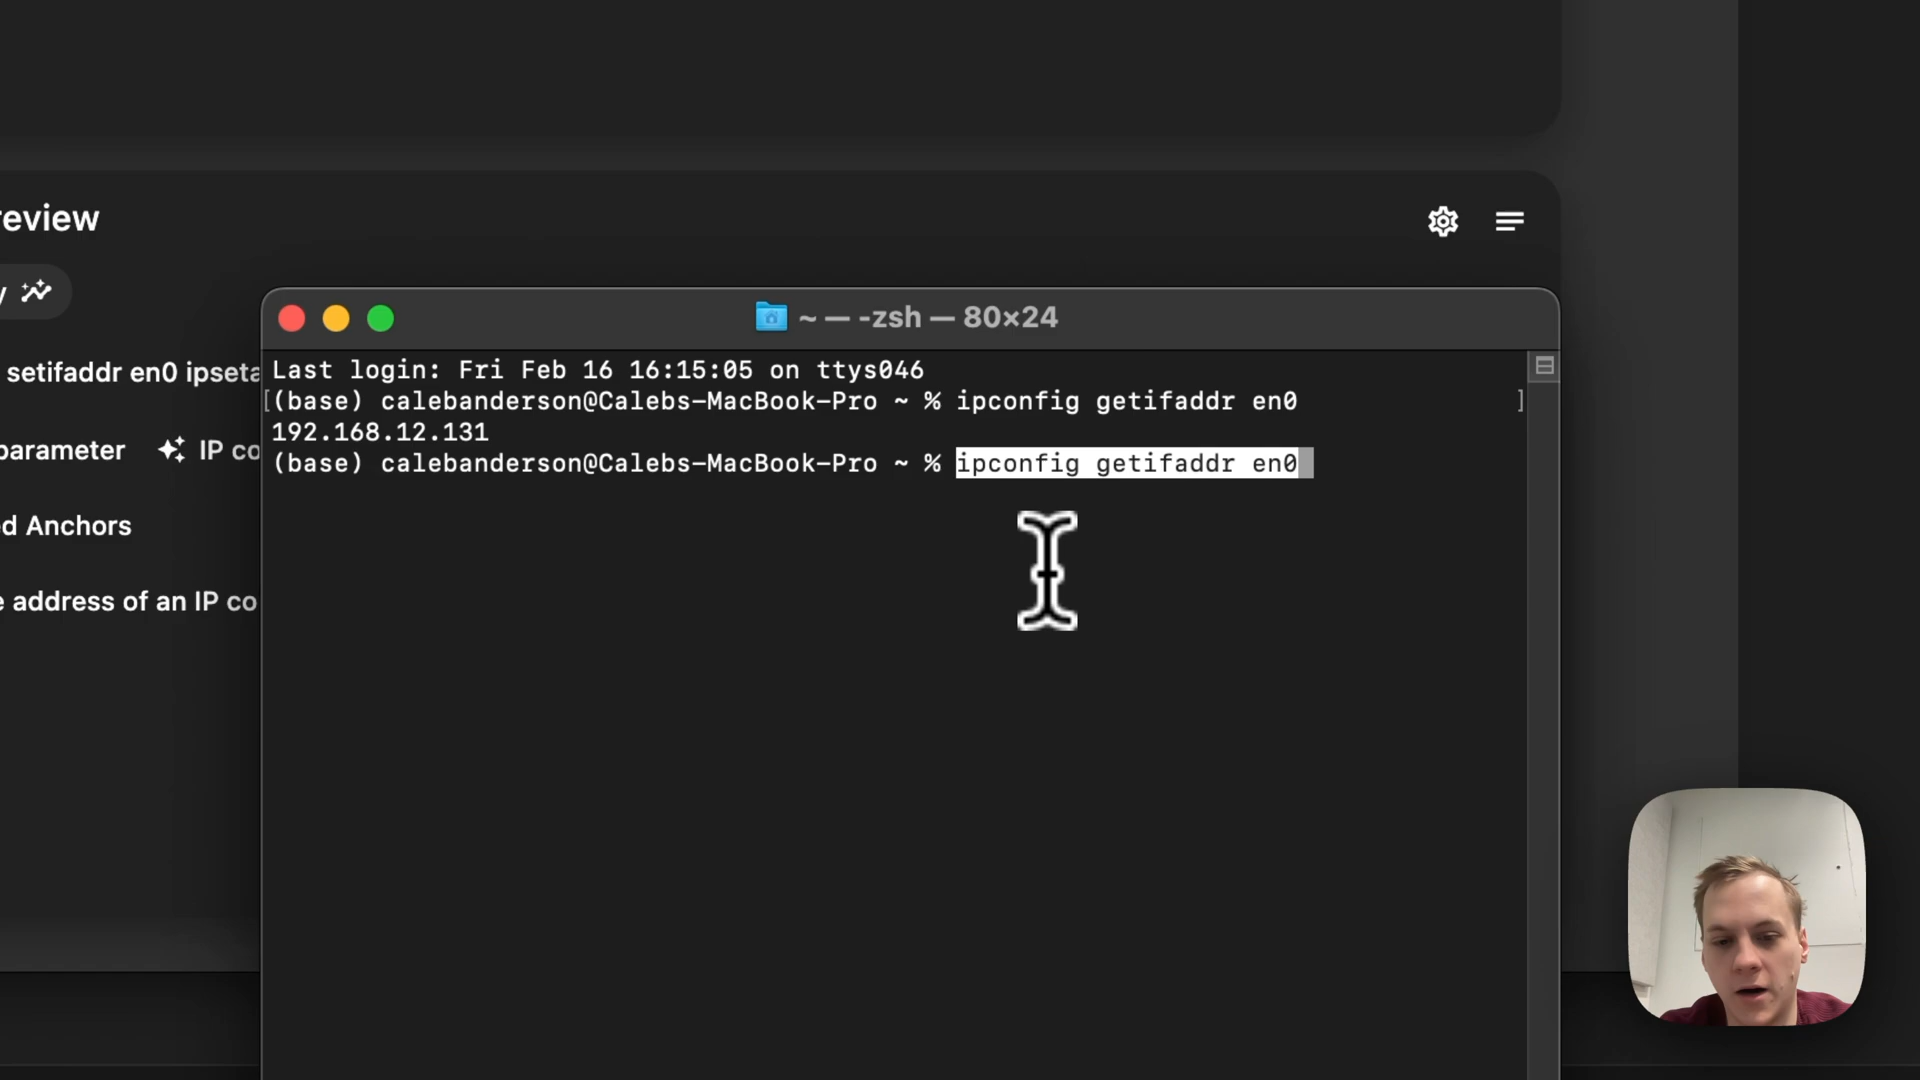 review
y
~ — -zsh — 80×24
setifaddr en0 ipseta
Last login: Fri Feb 16 16:15:05 on ttys046
[(base) calebanderson@Calebs-MacBook-Pro ~ % ipconfig getifaddr en0 ]
192.168.12.131
parameter IP co
(base) calebanderson@Calebs-MacBook-Pro ~ % ipconfig getifaddr en0
d Anchors
e address of an IP co